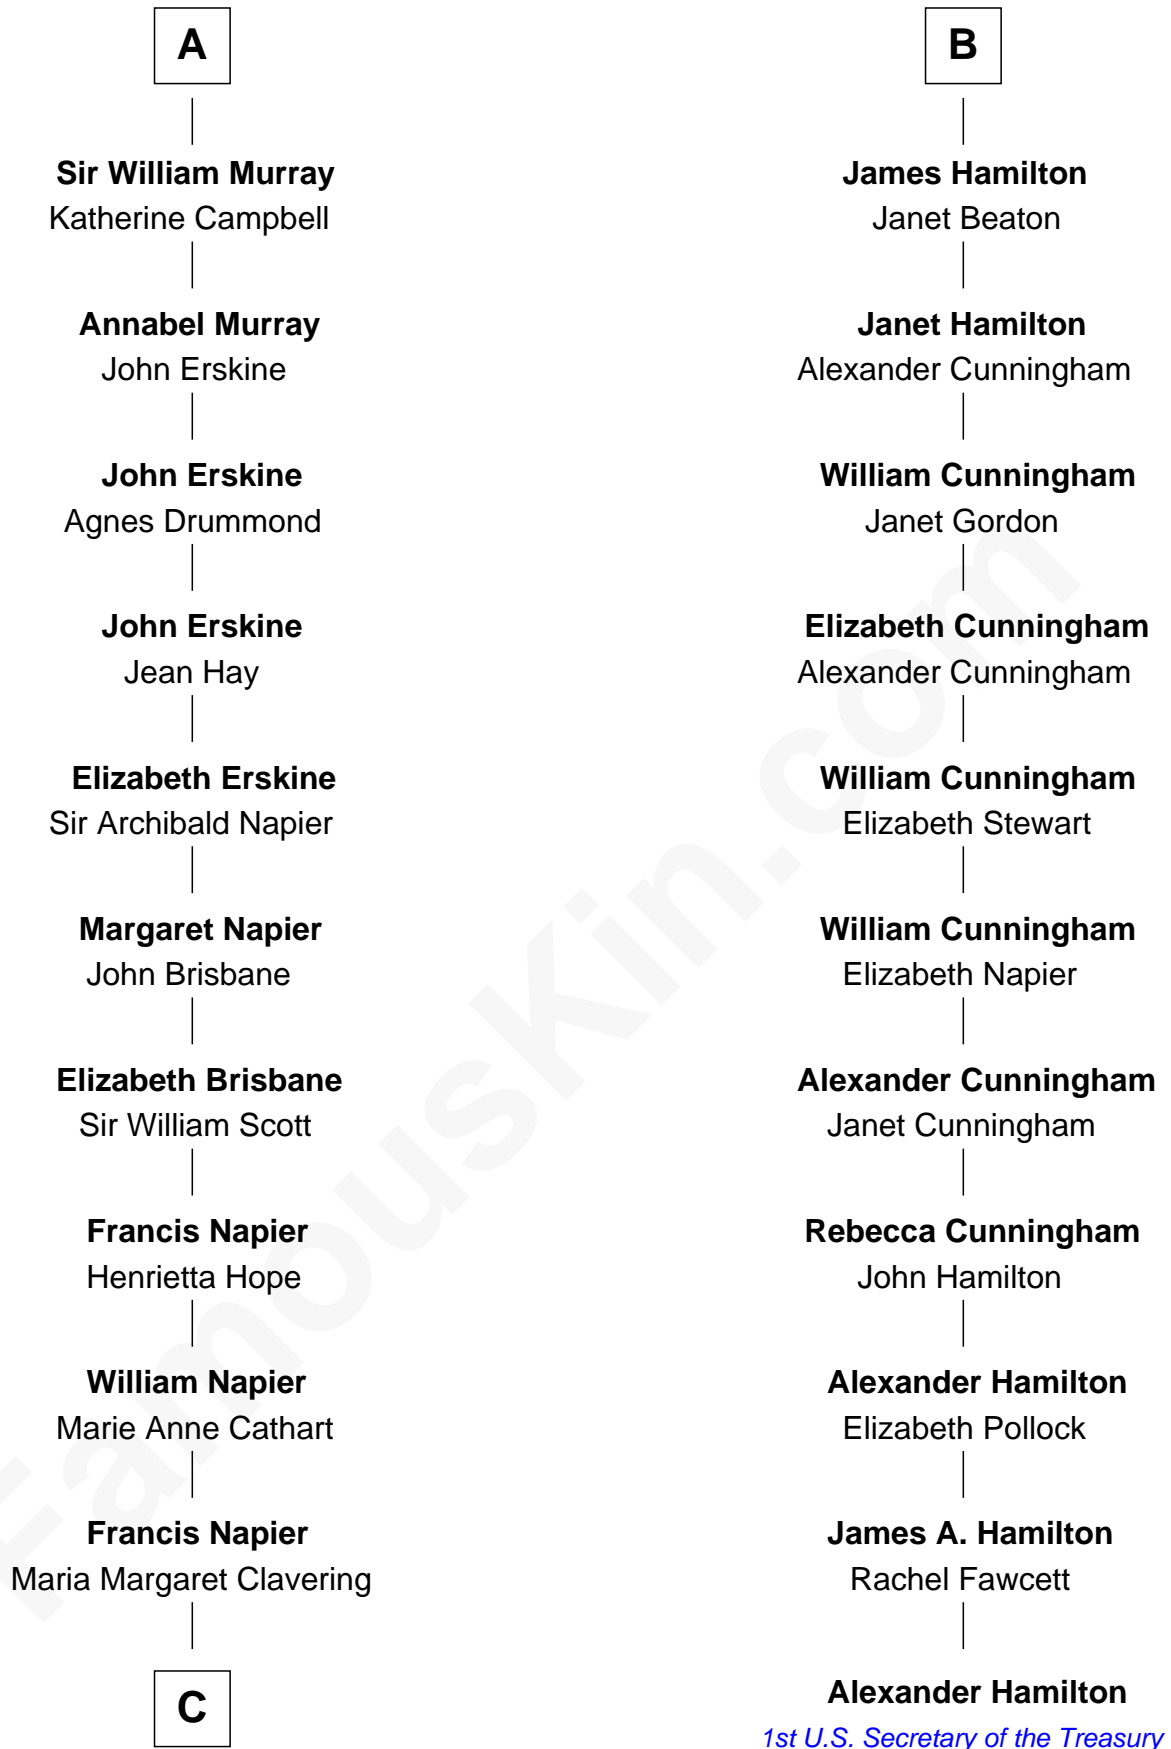 A
Sir William Murray
Katherine Campbell
Annabel Murray
John Erskine
John Erskine
Agnes Drummond
John Erskine
Jean Hay
Elizabeth Erskine
Sir Archibald Napier
Margaret Napier
John Brisbane
Elizabeth Brisbane
Sir William Scott
Francis Napier
Henrietta Hope
William Napier
Marie Anne Cathart
Francis Napier
Maria Margaret Clavering
C
B
James Hamilton
Janet Beaton
Janet Hamilton
Alexander Cunningham
William Cunningham
Janet Gordon
Elizabeth Cunningham
Alexander Cunningham
William Cunningham
Elizabeth Stewart
William Cunningham
Elizabeth Napier
Alexander Cunningham
Janet Cunningham
Rebecca Cunningham
John Hamilton
Alexander Hamilton
Elizabeth Pollock
James A. Hamilton
Rachel Fawcett
Alexander Hamilton
1st U.S. Secretary of the Treasury
FamousKin.com